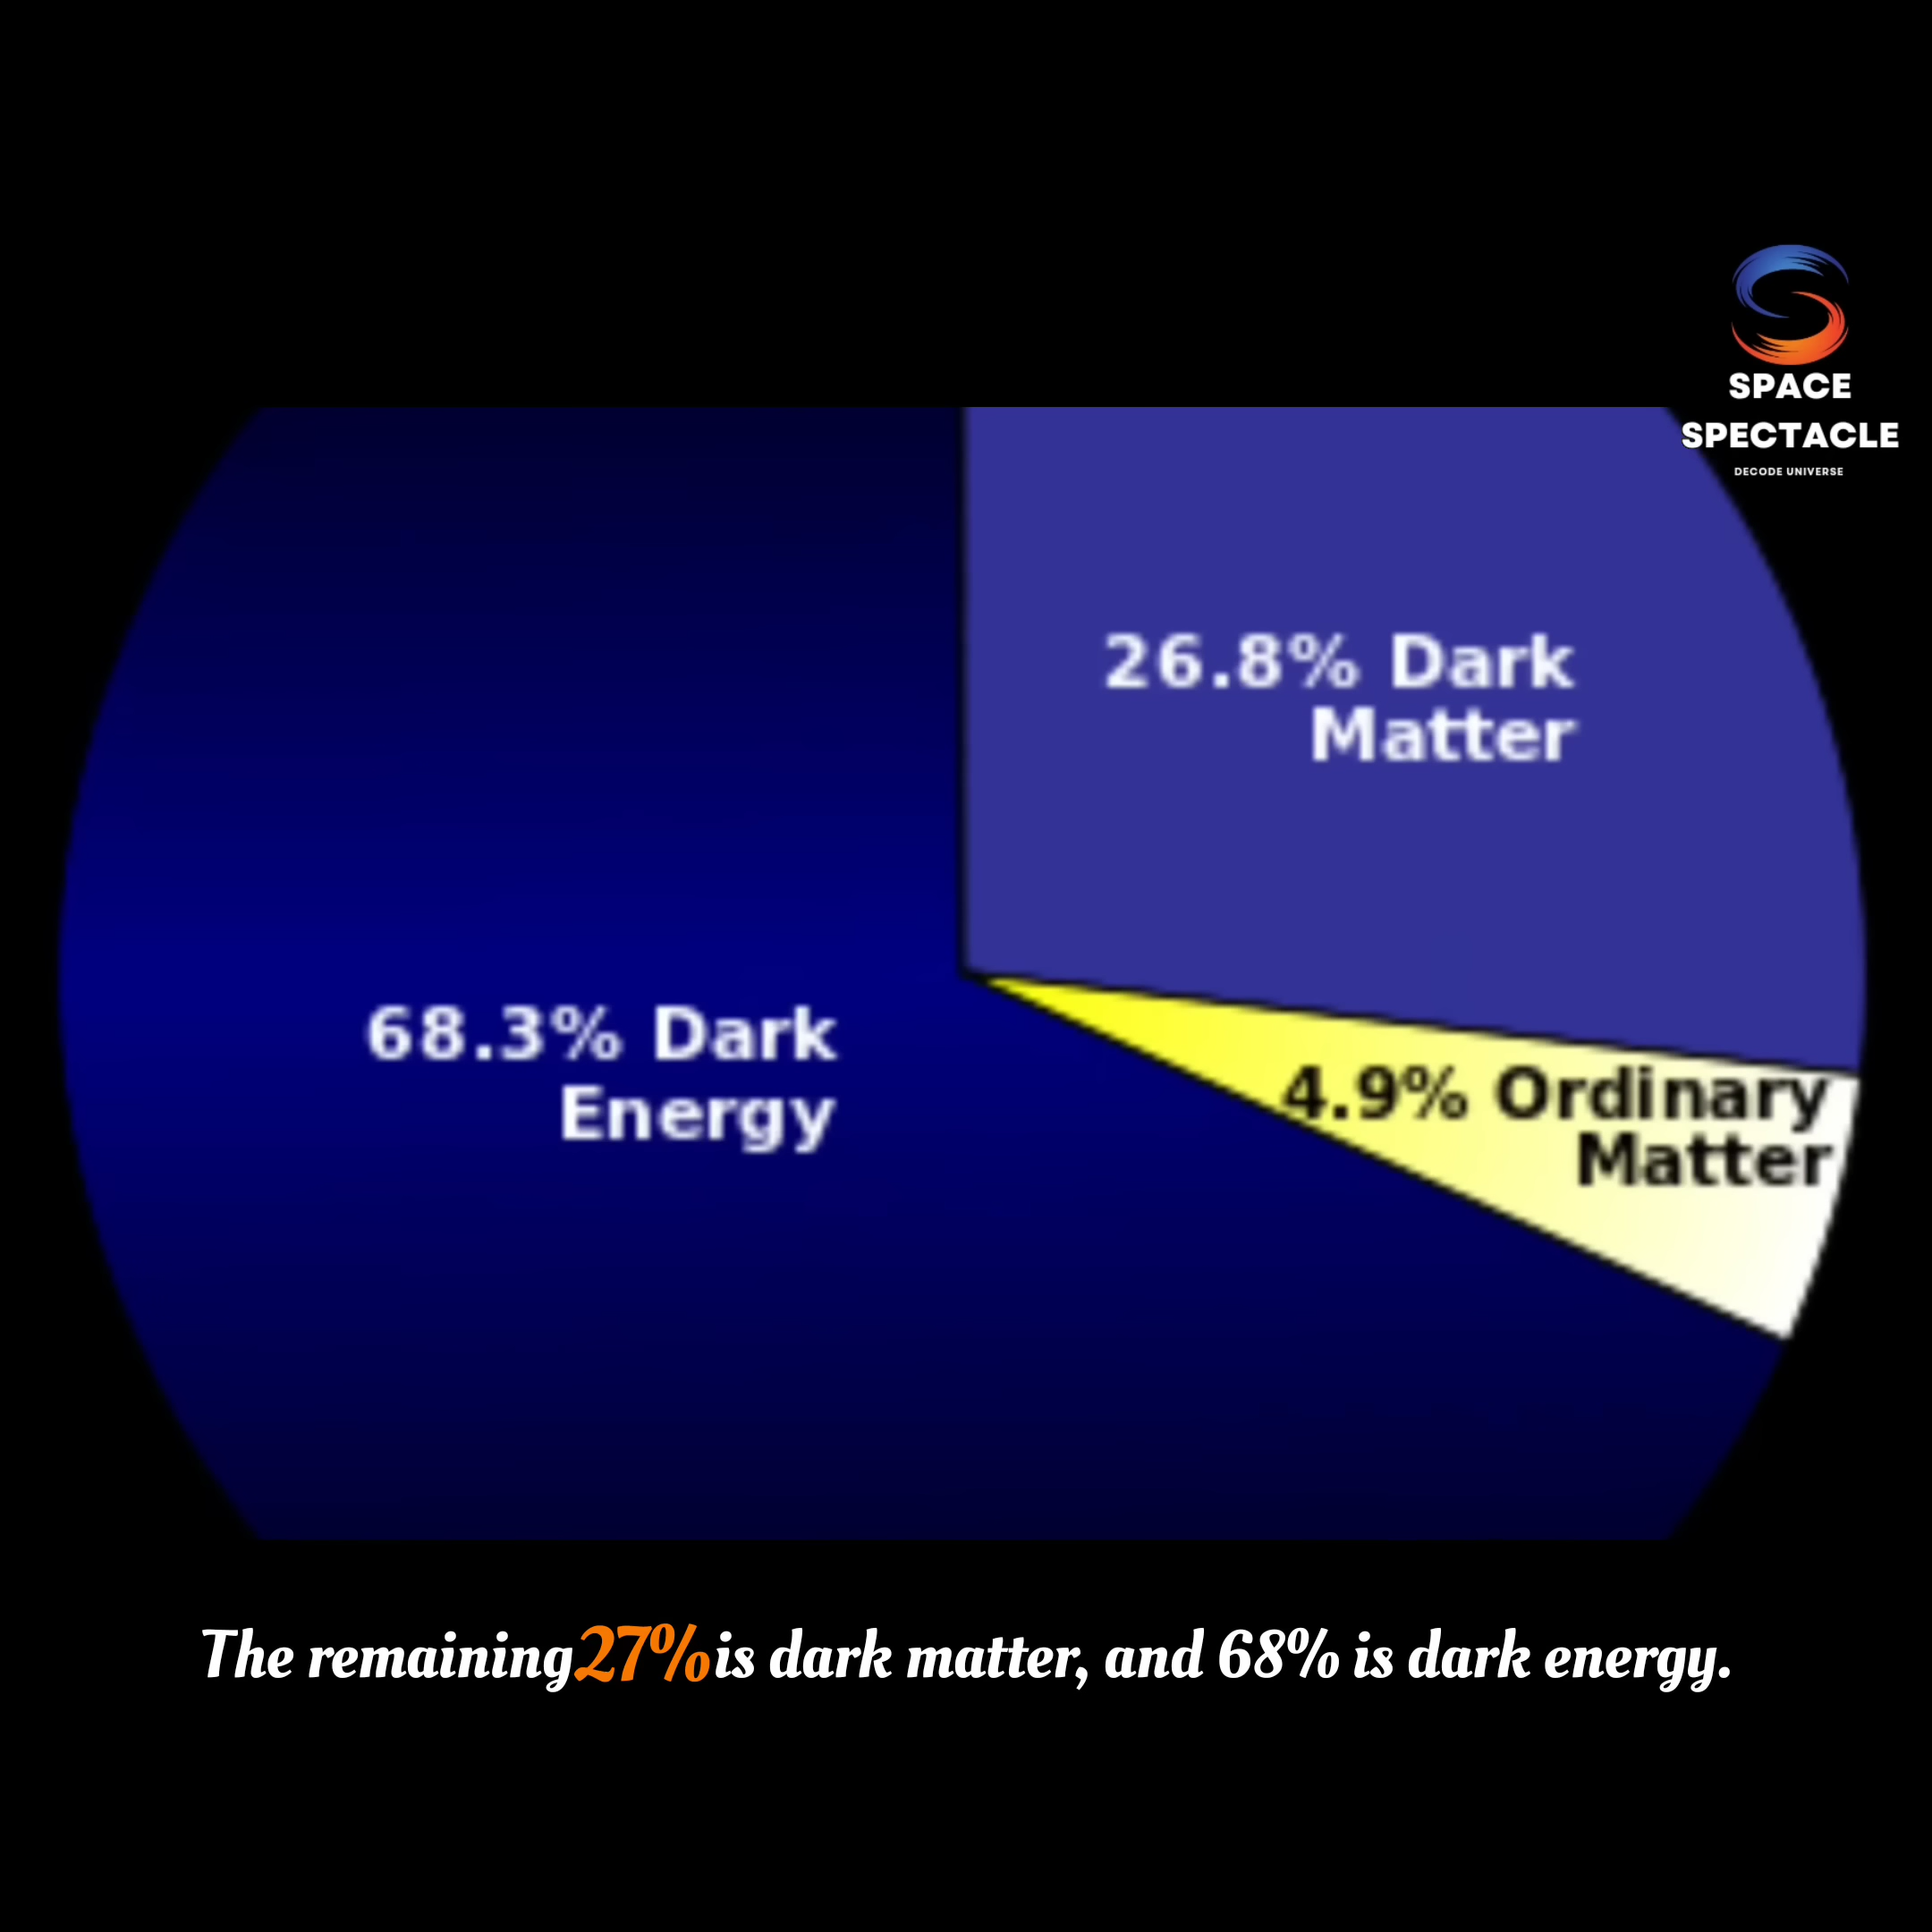 SPACE
SPECTACLE
DECODE UNIVERSE
26.8% Dark
Matter
68.3% Dark
Energy
4.9% Ordinary
Matter
The remaining 27% is dark matter, and 68% is dark energy.